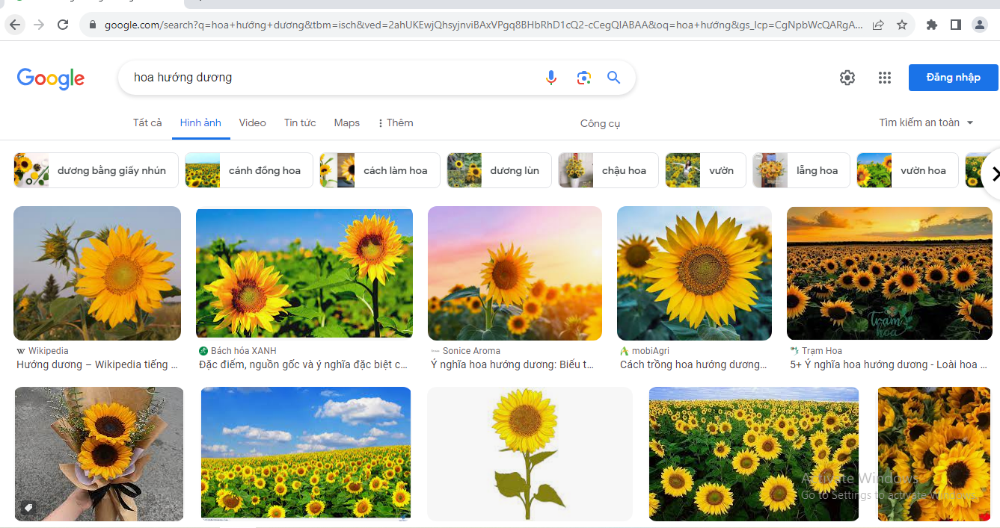 google.com/search?q=hoa+hướng+dương&tbm=isch&ved=2ahUKEwjQhsyjnviBAxVPgq8BHbRhD1cQ2-cCegQIABAA&oq=hoa+hướng&gs_lcp=CgNpbWcQARgA...
Google
hoa hướng dương
Đăng nhập
Tất cả
Hình ảnh
Video
Tin tức
Maps
Thêm
Công cụ
Tìm kiếm an toàn
dương bằng giấy nhún
cánh đồng hoa
cách làm hoa
dương lùn
chậu hoa
vườn
lẵng hoa
vườn hoa
Trạm
hoa
Wikipedia
Hướng dương – Wikipedia tiếng ...
Bách hóa XANH
Đặc điểm, nguồn gốc và ý nghĩa đặc biệt c...
Sonice Aroma
Ý nghĩa hoa hướng dương: Biểu t...
mobiAgri
Cách trồng hoa hướng dương...
Trạm Hoa
5+ Ý nghĩa hoa hướng dương - Loài hoa ...
Activate Windows
Go to Settings to activate Windows.